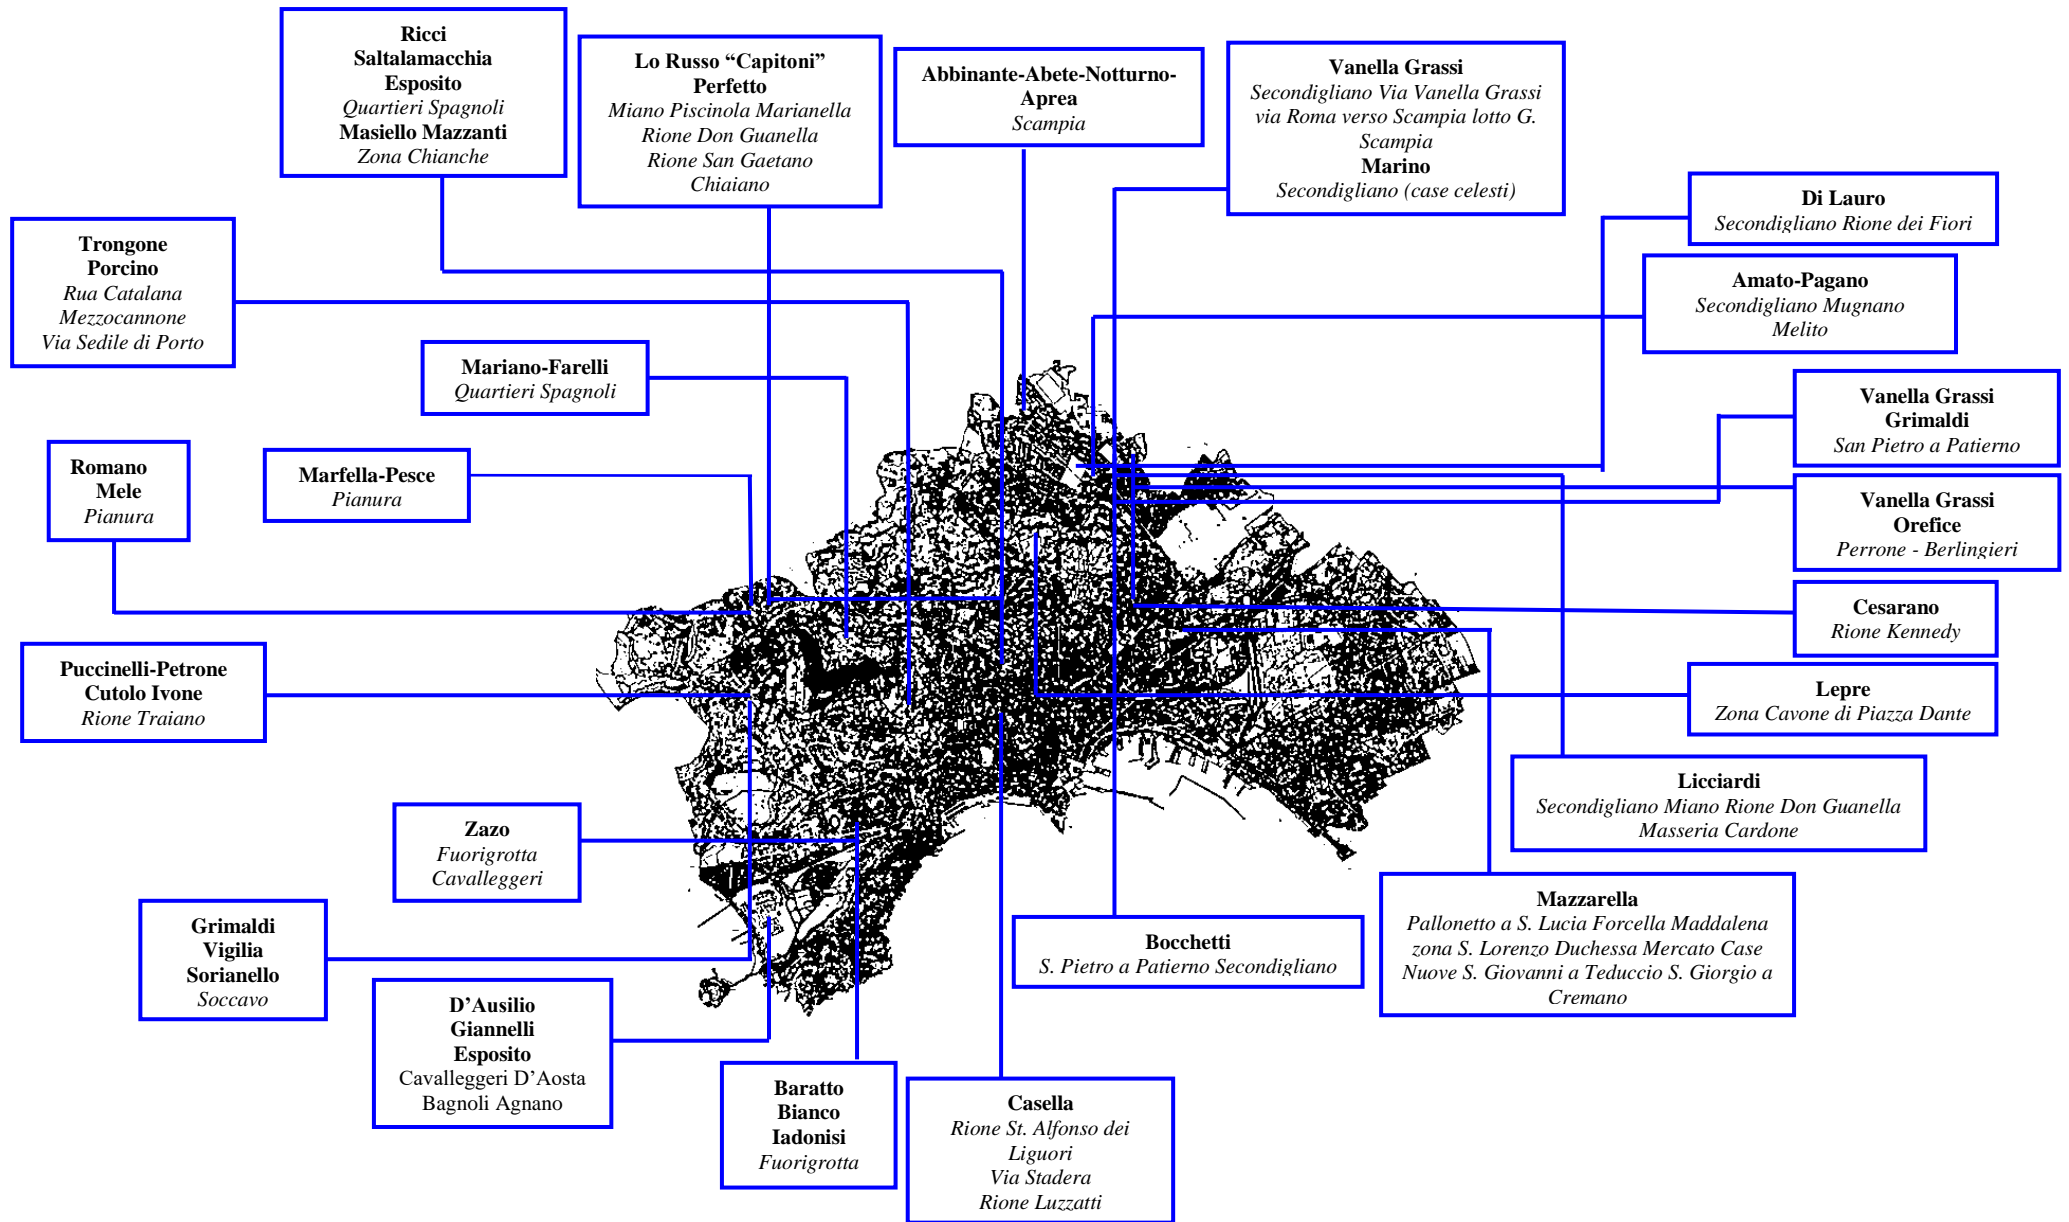 Ricci
Saltalamacchia
Esposito
Quartieri Spagnoli
Masiello Mazzanti
Zona Chianche
Lo Russo “Capitoni”
Perfetto
Miano Piscinola Marianella
Rione Don Guanella
Rione San Gaetano
Chiaiano
Abbinante-Abete-Notturno-
Aprea
Scampia
Vanella Grassi
Secondigliano Via Vanella Grassi
via Roma verso Scampia lotto G.
Scampia
Marino
Secondigliano (case celesti)
Di Lauro
Secondigliano Rione dei Fiori
Trongone
Porcino
Rua Catalana
Mezzocannone
Via Sedile di Porto
Amato-Pagano
Secondigliano Mugnano
Melito
Mariano-Farelli
Quartieri Spagnoli
Vanella Grassi
Grimaldi
San Pietro a Patierno
Romano
Mele
Pianura
Marfella-Pesce
Pianura
Vanella Grassi
Orefice
Perrone - Berlingieri
Cesarano
Rione Kennedy
Puccinelli-Petrone
Cutolo Ivone
Rione Traiano
Lepre
Zona Cavone di Piazza Dante
Licciardi
Secondigliano Miano Rione Don Guanella
Masseria Cardone
Zazo
Fuorigrotta
Cavalleggeri
Grimaldi
Vigilia
Sorianello
Soccavo
Bocchetti
S. Pietro a Patierno Secondigliano
Mazzarella
Pallonetto a S. Lucia Forcella Maddalena
zona S. Lorenzo Duchessa Mercato Case
Nuove S. Giovanni a Teduccio S. Giorgio a
Cremano
D’Ausilio
Giannelli
Esposito
Cavalleggeri D’Aosta
Bagnoli Agnano
Baratto
Bianco
Iadonisi
Fuorigrotta
Casella
Rione St. Alfonso dei
Liguori
Via Stadera
Rione Luzzatti